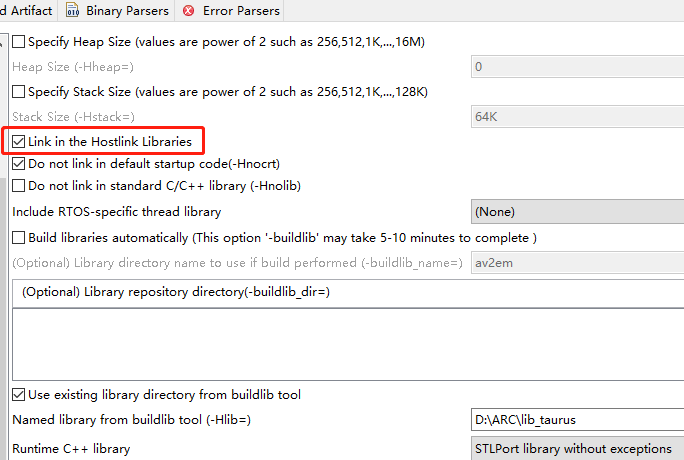 d Artifact Binary Parsers Error Parsers
Specify Heap Size (values are power of 2 such as 256,512,1K,...,16M)
Heap Size (-Hheap=) 0
Specify Stack Size (values are power of 2 such as 256,512,1K,...,128K)
Stack Size (-Hstack=) 64K
Link in the Hostlink Libraries
Do not link in default startup code(-Hnocrt)
Do not link in standard C/C++ library (-Hnolib)
Include RTOS-specific thread library (None)
Build libraries automatically (This option '-buildlib' may take 5-10 minutes to complete )
(Optional) Library directory name to use if build performed (-buildlib_name=) av2em
(Optional) Library repository directory(-buildlib_dir=)
Use existing library directory from buildlib tool
Named library from buildlib tool (-Hlib=) D:\ARC\lib_taurus
Runtime C++ library STLPort library without exceptions